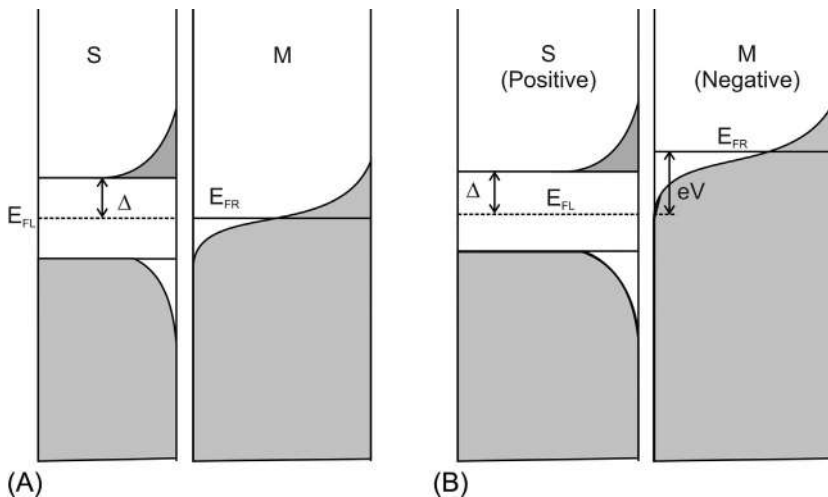 S
M
E_FR
Δ
E_FL
(A)
S
(Positive)
M
(Negative)
E_FR
Δ
E_FL
eV
(B)